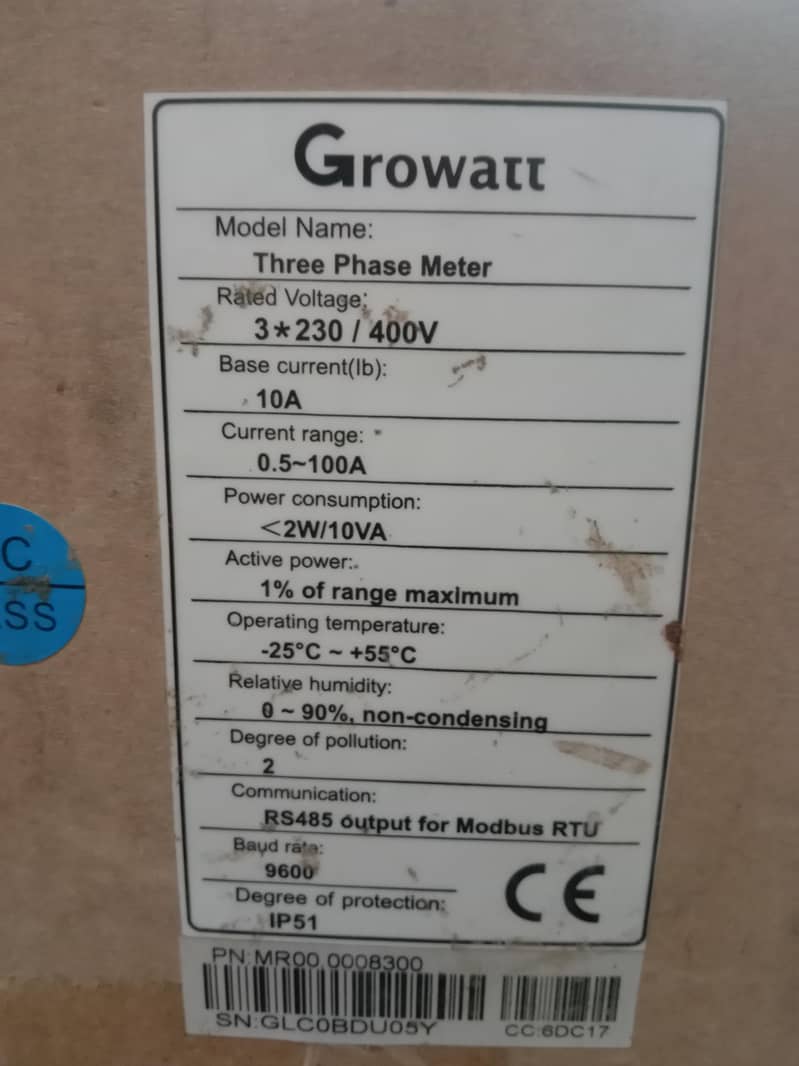 Growatt
Model Name:
Three Phase Meter
Rated Voltage:
3*230 / 400V
Base current(Ib):
10A
Current range:
0.5~100A
Power consumption:
<2W/10VA
Active power:
1% of range maximum
Operating temperature:
-25°C ~ +55°C
C
SS
Relative humidity:
0 ~ 90%, non-condensing
Degree of pollution:
2
Communication:
RS485 output for Modbus RTU
Baud rate:
9600
CE
Degree of protection:
IP51
PN:MR00.0008300
SN:GLC0BDU05Y
CC:6DC17